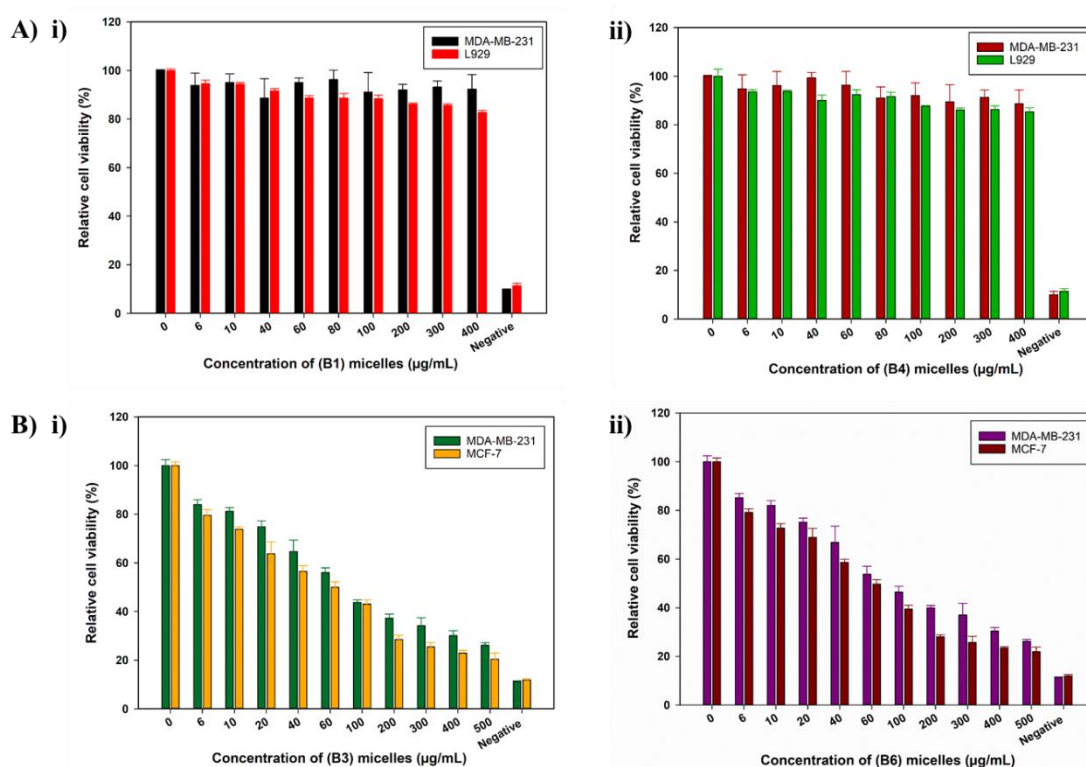 A) i)
120
100
80
60
40
20
0
Relative cell viability (%)
MDA-MB-231
L929
0 6 10 40 60 80 100 200 300 400 Negative
Concentration of (B1) micelles (µg/mL)
ii)
120
100
80
60
40
20
0
Relative cell viability (%)
MDA-MB-231
L929
0 6 10 40 60 80 100 200 300 400 Negative
Concentration of (B4) micelles (µg/mL)
B) i)
120
100
80
60
40
20
0
Relative cell viability (%)
MDA-MB-231
MCF-7
0 6 10 20 40 60 100 200 300 400 500 Negative
Concentration of (B3) micelles (µg/mL)
ii)
120
100
80
60
40
20
0
Relative cell viability (%)
MDA-MB-231
MCF-7
0 6 10 20 40 60 100 200 300 400 500 Negative
Concentration of (B6) micelles (µg/mL)